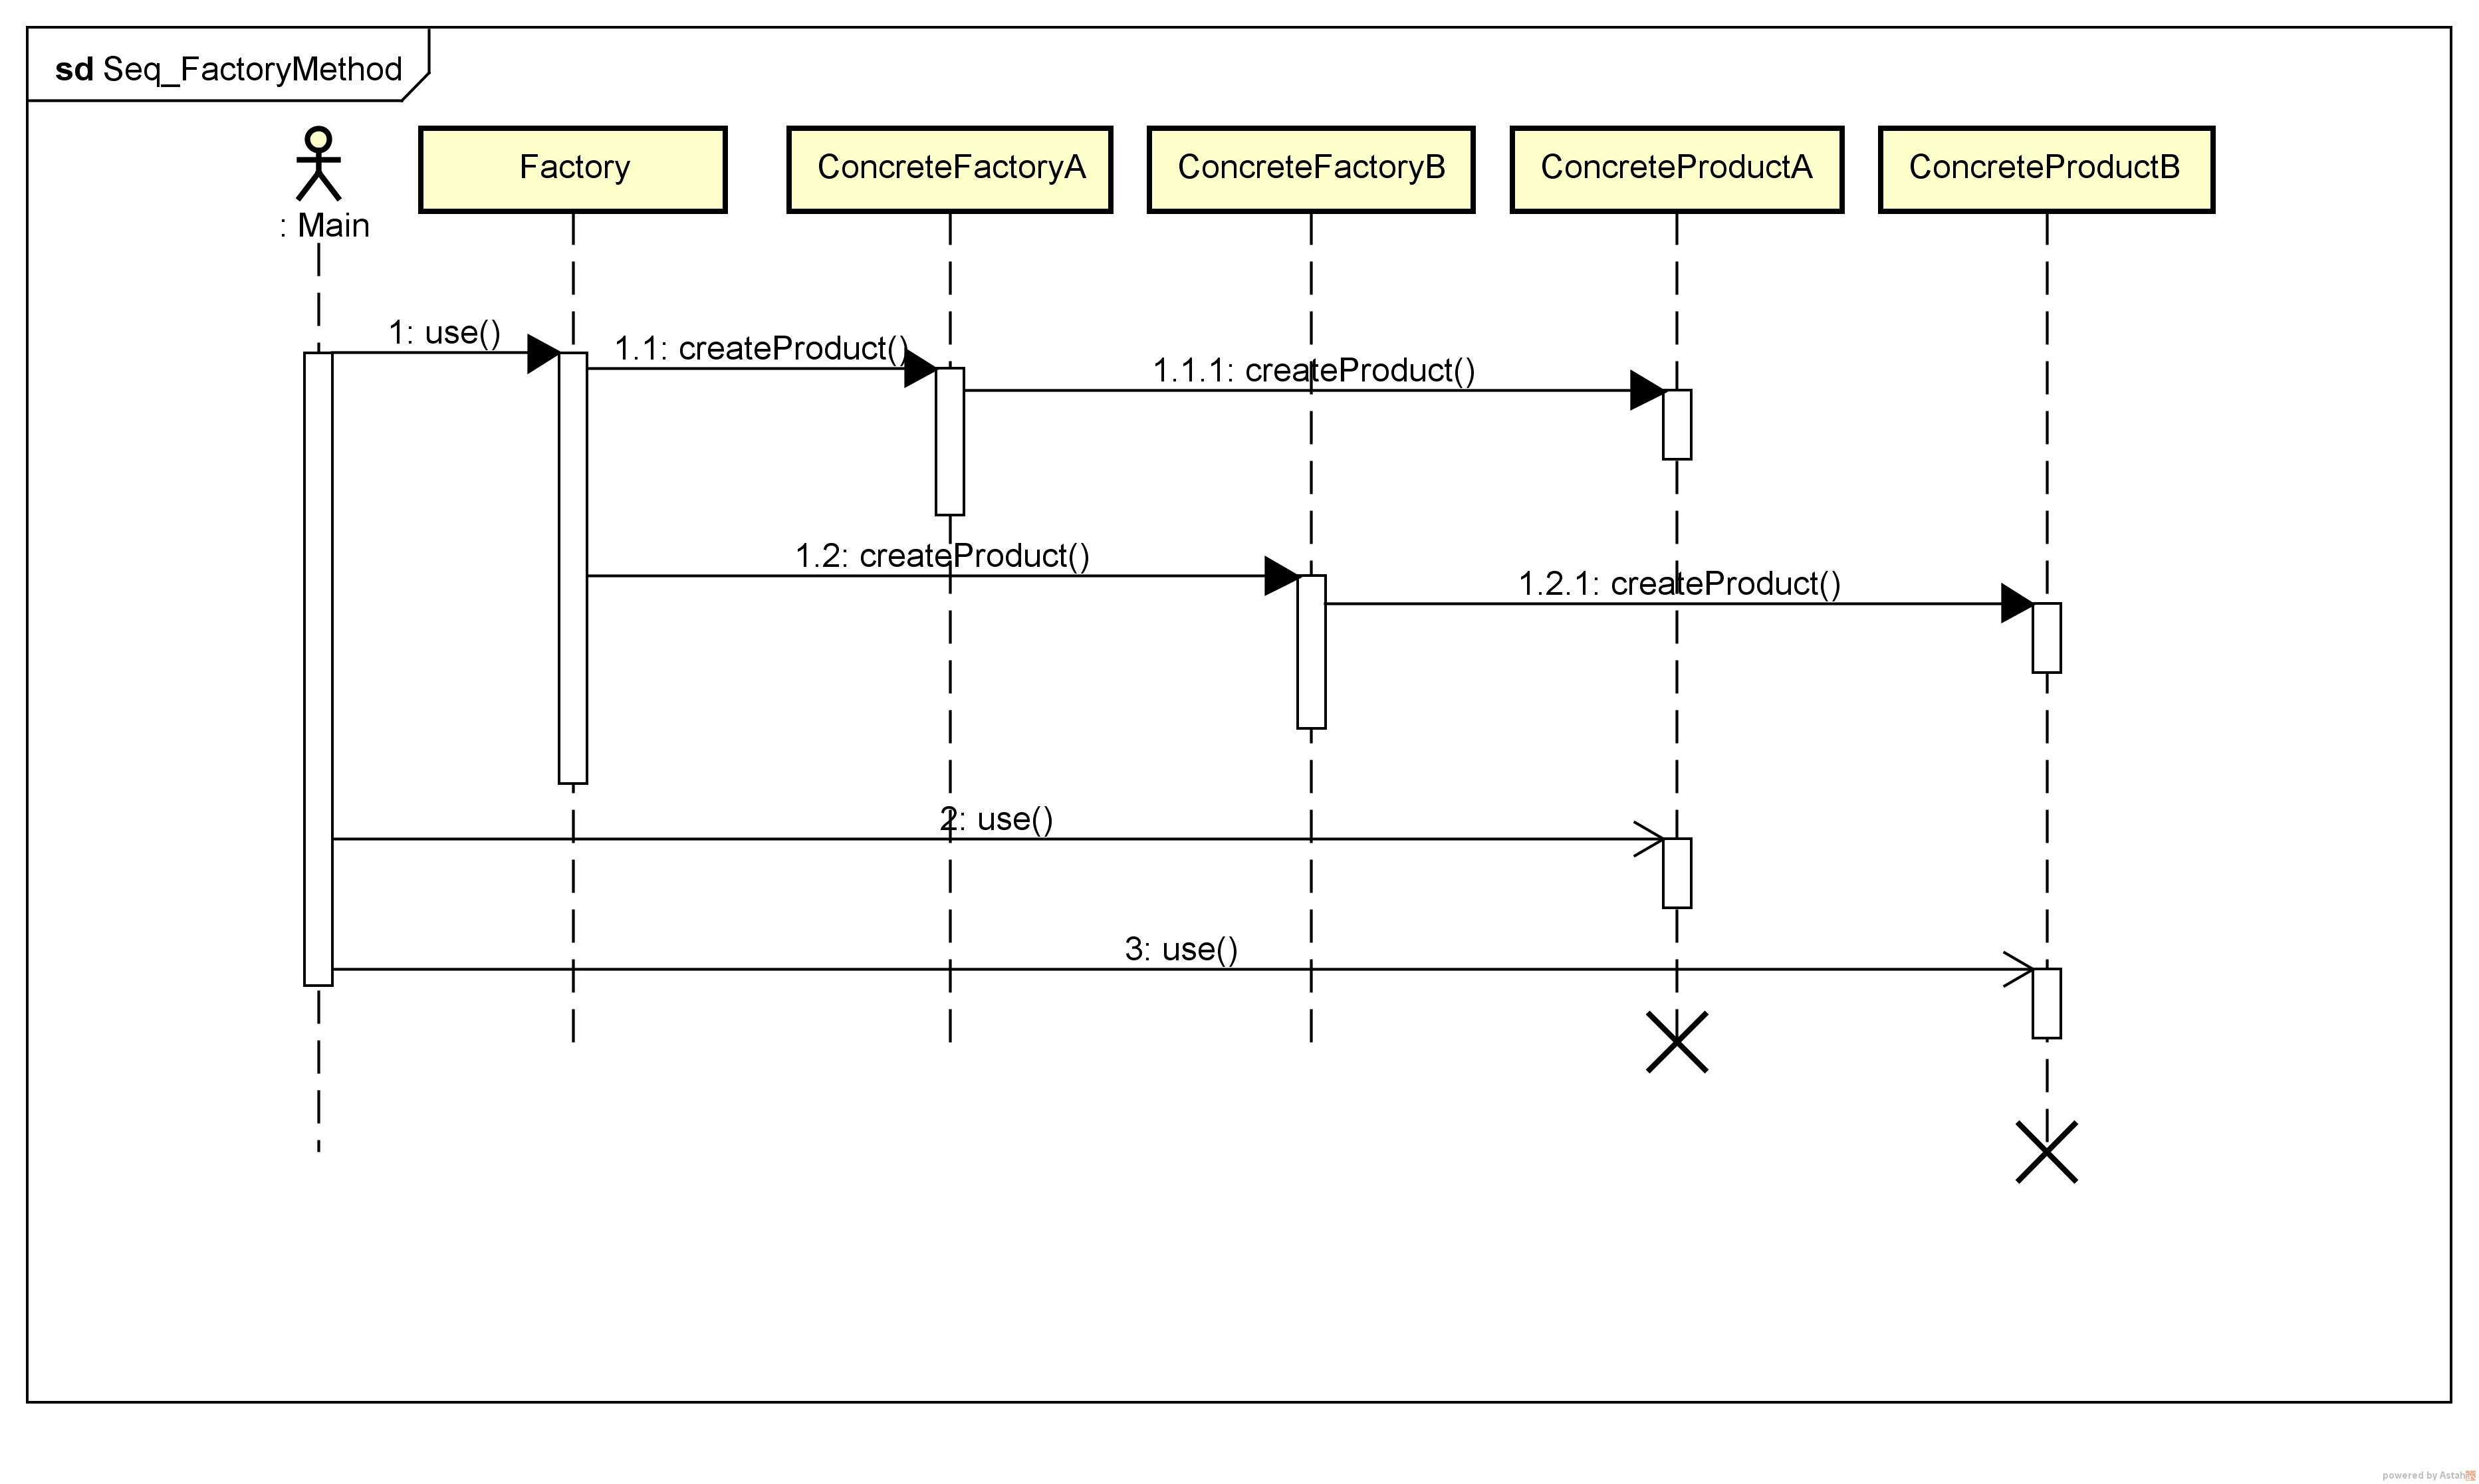 sd Seq_FactoryMethod
: Main
Factory
ConcreteFactoryA
ConcreteFactoryB
ConcreteProductA
ConcreteProductB
1: use()
1.1: createProduct()
1.1.1: createProduct()
1.2: createProduct()
1.2.1: createProduct()
2: use()
3: use()
powered by Astah